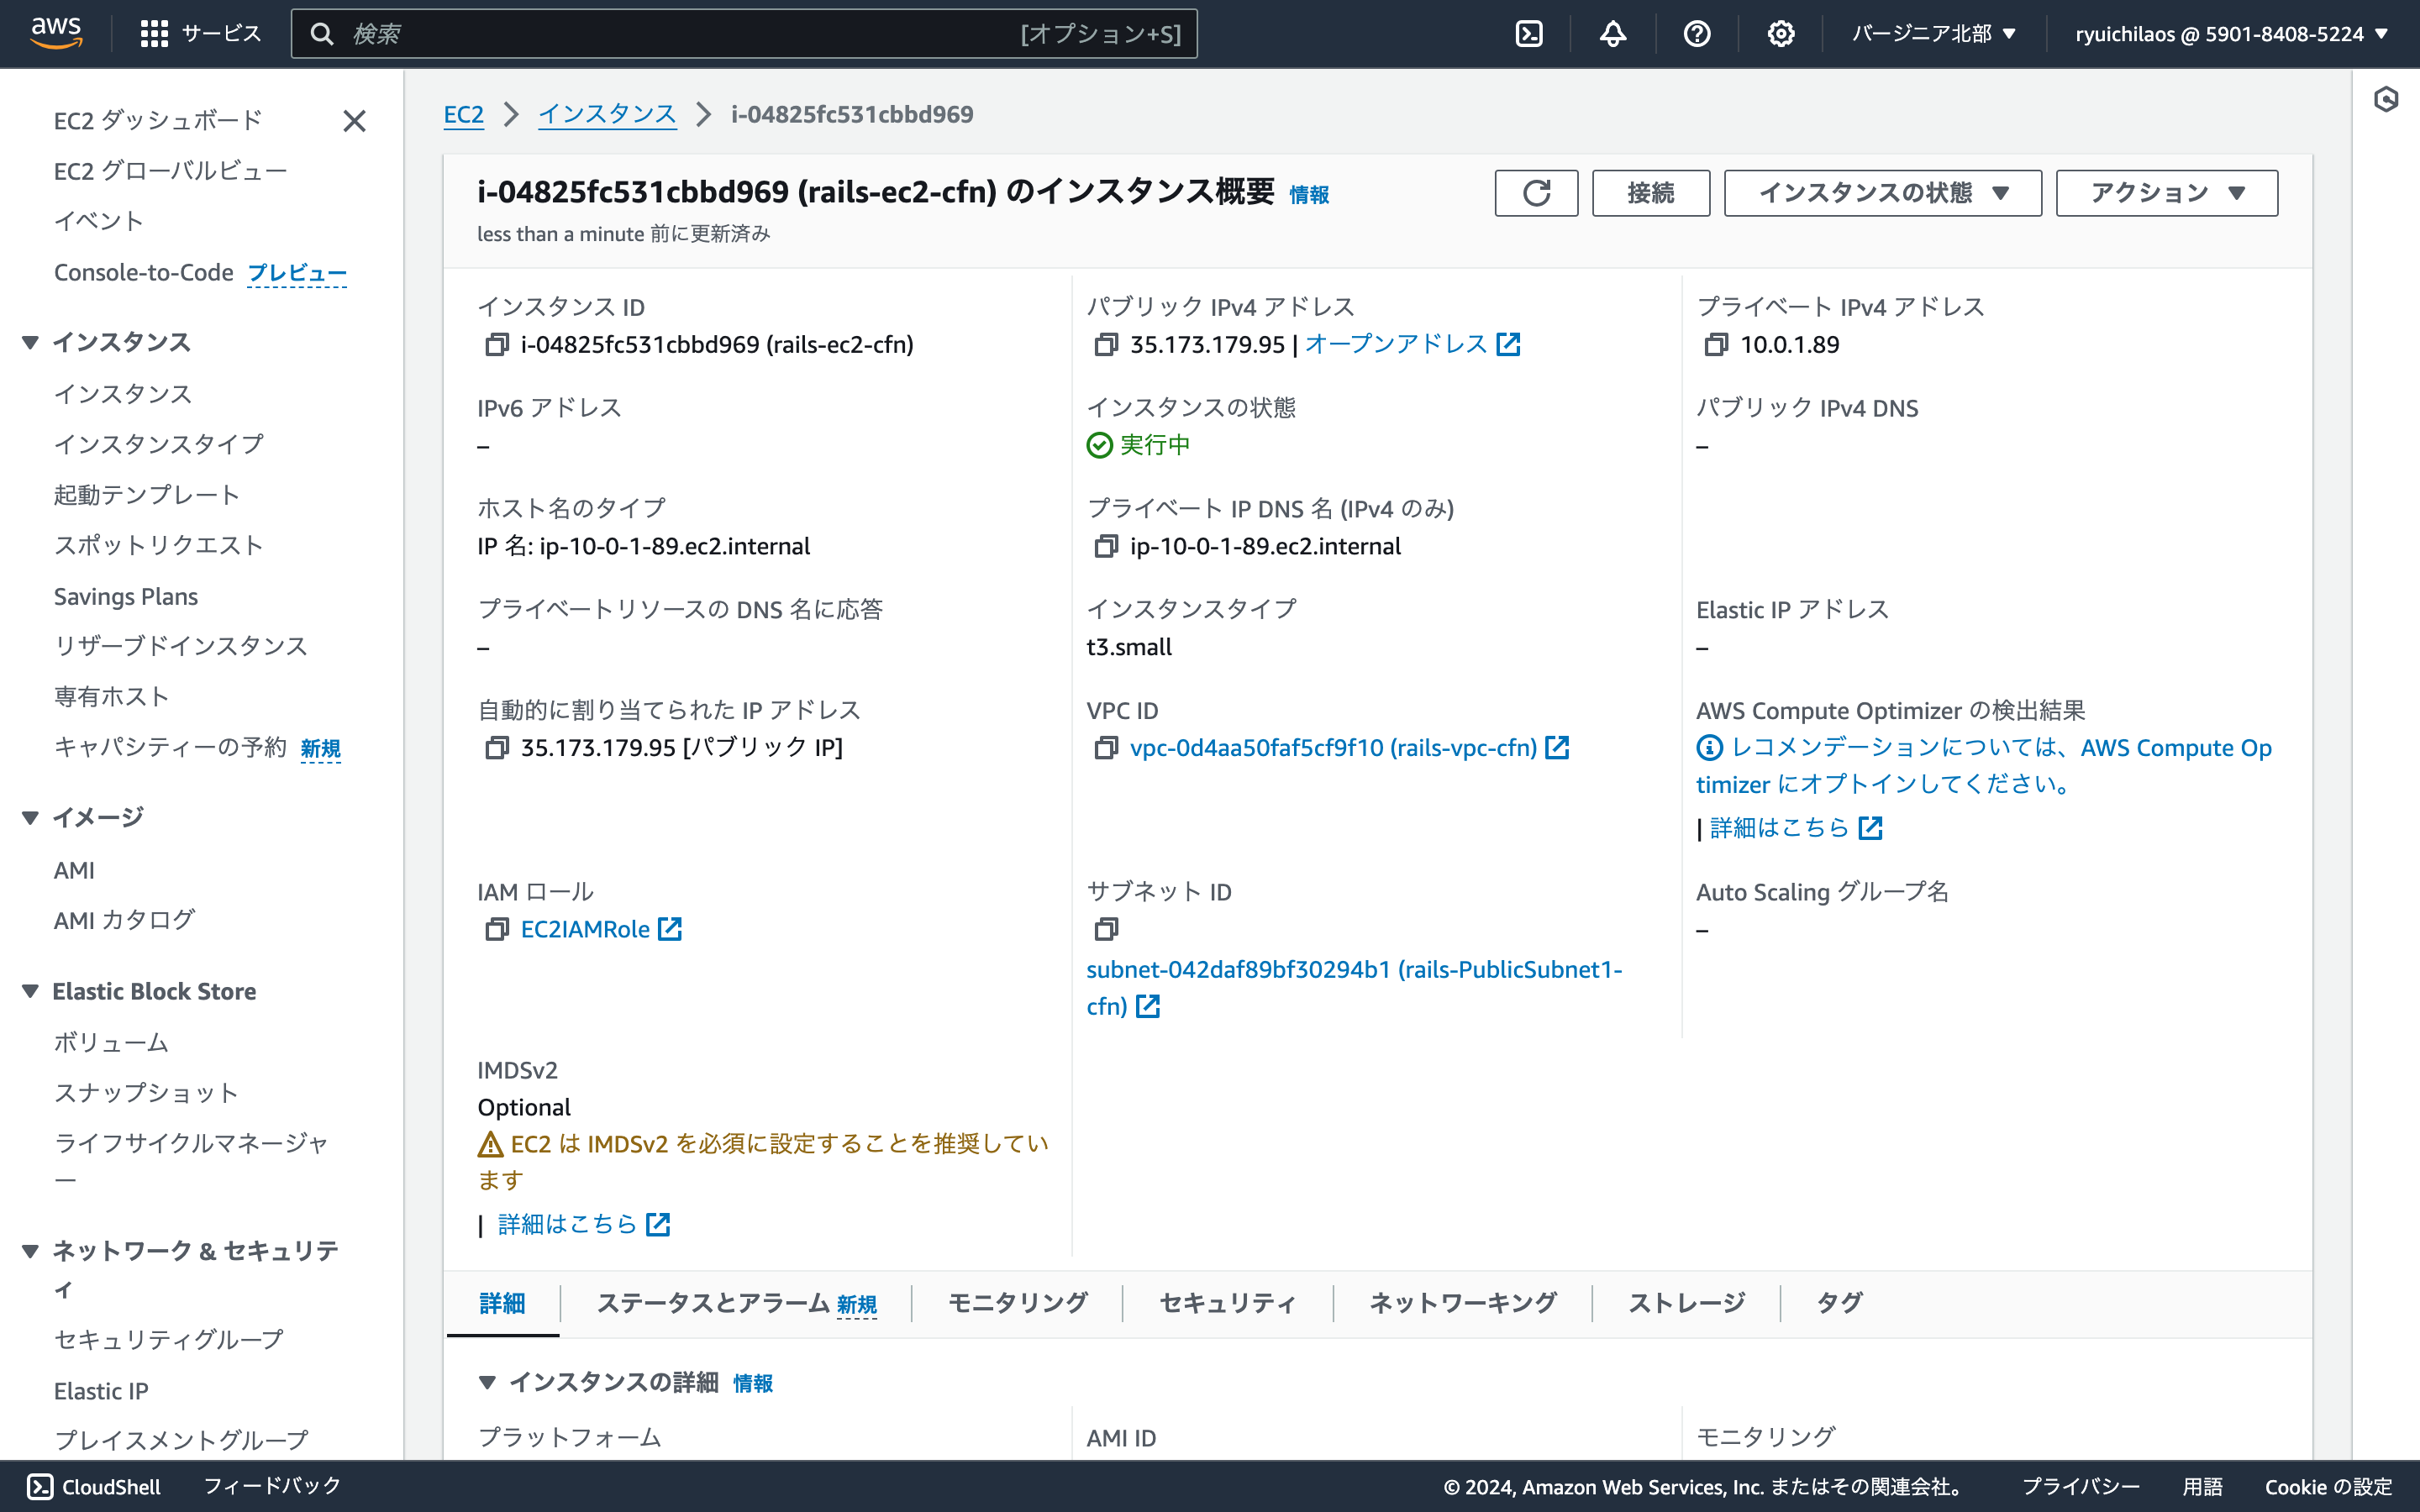 aws
サービス
検索
[オプション+S]
バージニア北部 ▼
ryuichilaos @ 5901-8408-5224 ▼
EC2 ダッシュボード
EC2 グローバルビュー
イベント
Console-to-Code プレビュー
▼ インスタンス
インスタンス
インスタンスタイプ
起動テンプレート
スポットリクエスト
Savings Plans
リザーブドインスタンス
専有ホスト
キャパシティーの予約 新規
▼ イメージ
AMI
AMI カタログ
▼ Elastic Block Store
ボリューム
スナップショット
ライフサイクルマネージャ
ー
▼ ネットワーク & セキュリテ
ィ
セキュリティグループ
Elastic IP
プレイスメントグループ
EC2 > インスタンス > i-04825fc531cbbd969
i-04825fc531cbbd969 (rails-ec2-cfn) のインスタンス概要 情報
less than a minute 前に更新済み
接続
インスタンスの状態 ▼
アクション ▼
インスタンス ID
i-04825fc531cbbd969 (rails-ec2-cfn)
パブリック IPv4 アドレス
35.173.179.95 | オープンアドレス
プライベート IPv4 アドレス
10.0.1.89
IPv6 アドレス
–
インスタンスの状態
実行中
パブリック IPv4 DNS
–
ホスト名のタイプ
IP 名: ip-10-0-1-89.ec2.internal
プライベート IP DNS 名 (IPv4 のみ)
ip-10-0-1-89.ec2.internal
プライベートリソースの DNS 名に応答
–
インスタンスタイプ
t3.small
Elastic IP アドレス
–
自動的に割り当てられた IP アドレス
35.173.179.95 [パブリック IP]
VPC ID
vpc-0d4aa50faf5cf9f10 (rails-vpc-cfn)
AWS Compute Optimizer の検出結果
レコメンデーションについては、AWS Compute Op
timizer にオプトインしてください。
| 詳細はこちら
IAM ロール
EC2IAMRole
サブネット ID
subnet-042daf89bf30294b1 (rails-PublicSubnet1-
cfn)
Auto Scaling グループ名
–
IMDSv2
Optional
EC2 は IMDSv2 を必須に設定することを推奨してい
ます
| 詳細はこちら
詳細
ステータスとアラーム 新規
モニタリング
セキュリティ
ネットワーキング
ストレージ
タグ
▼ インスタンスの詳細 情報
プラットフォーム
AMI ID
モニタリング
CloudShell
フィードバック
© 2024, Amazon Web Services, Inc. またはその関連会社。
プライバシー
用語
Cookie の設定